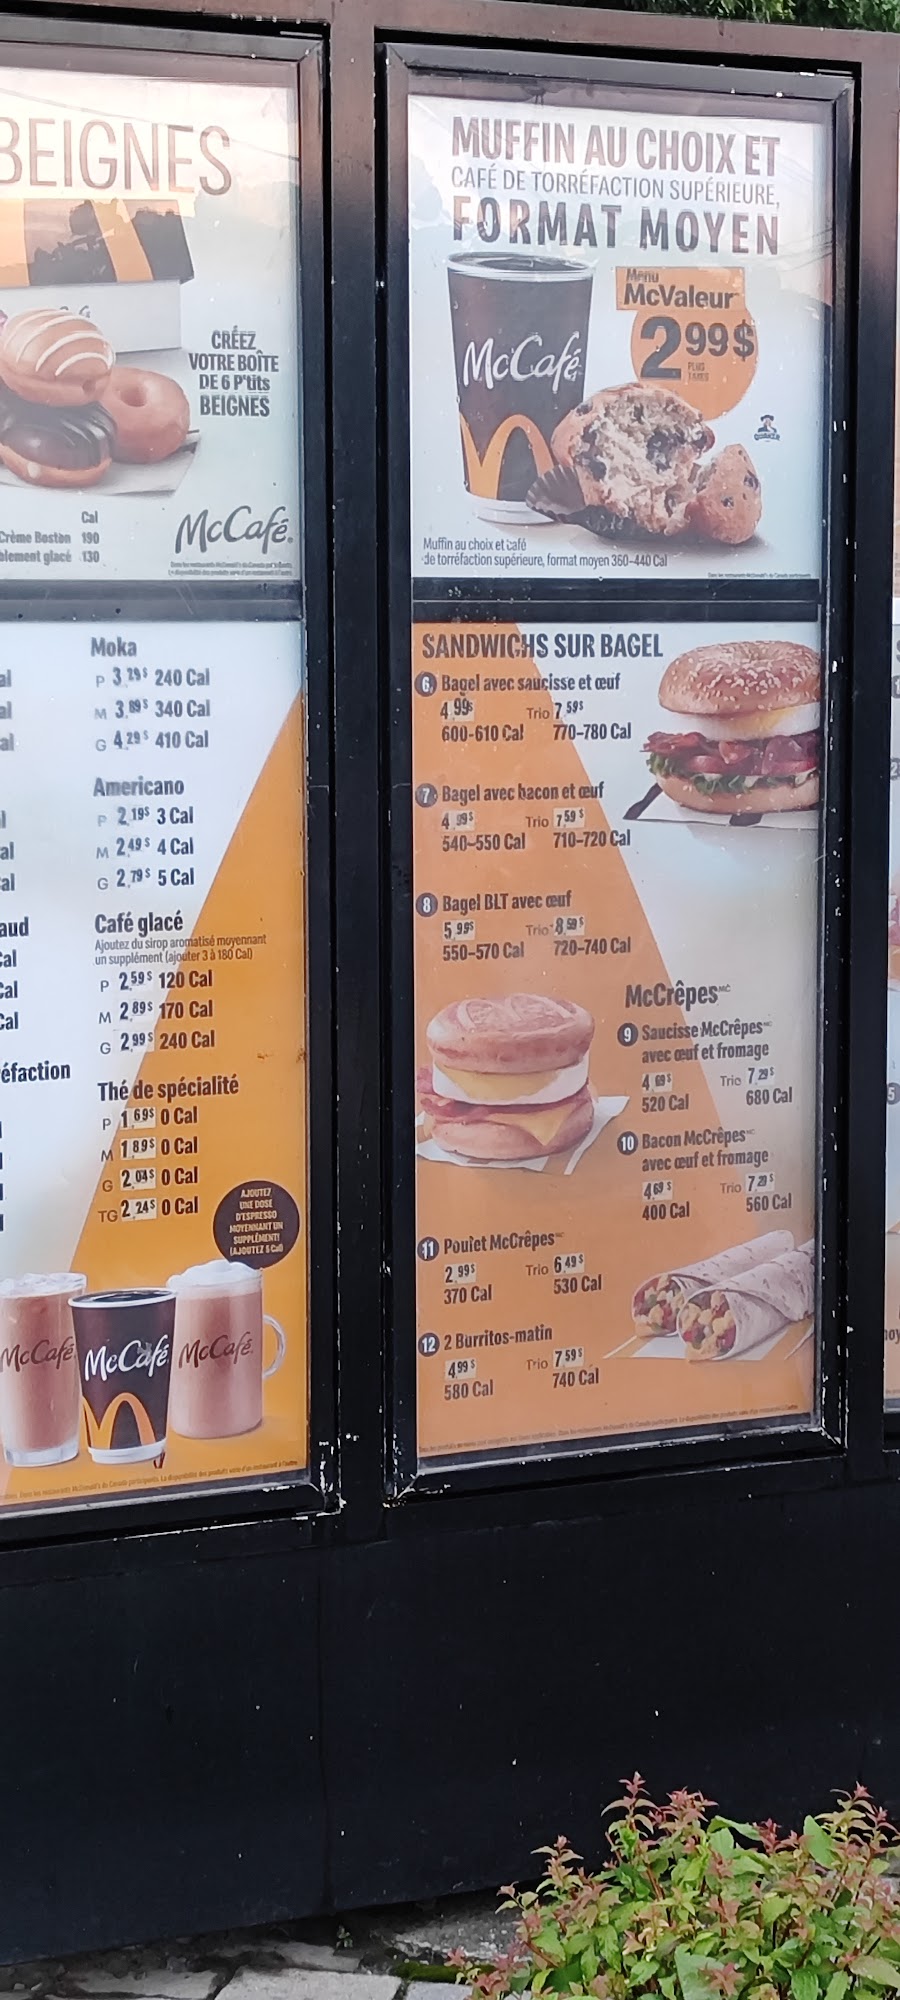 BEIGNES
CRÉEZ
VOTRE BOÎTE
DE 6 P'tits
BEIGNES
Cal
Crème Boston 190
glacé 130
McCafé
Moka
P 3,29$ 240 Cal
M 3,89$ 340 Cal
G 4,29$ 410 Cal
Americano
P 2,19$ 3 Cal
M 2,49$ 4 Cal
G 2,79$ 5 Cal
Café glacé
Ajoutez du sirop aromatisé moyennant
un supplément (ajouter 3 à 180 Cal)
P 2,59$ 120 Cal
M 2,89$ 170 Cal
G 2,99$ 240 Cal
Thé de spécialité
P 1,69$ 0 Cal
M 1,89$ 0 Cal
G 2,04$ 0 Cal
TG 2,24$ 0 Cal
AJOUTEZ
UNE DOSE
D'ESPRESSO
MOYENNANT UN
SUPPLÉMENT!
(AJOUTEZ 5 Cal)
McCafé McCafé McCafé
MUFFIN AU CHOIX ET
CAFÉ DE TORRÉFACTION SUPÉRIEURE,
FORMAT MOYEN
Menu
McValeur
2 99$
PLUS
TAXES
McCafé
QUAKER
Muffin au choix et café
de torréfaction supérieure, format moyen 360-440 Cal
SANDWICHS SUR BAGEL
6 Bagel avec saucisse et œuf
4,99$ Trio 7,59$
600-610 Cal 770-780 Cal
7 Bagel avec bacon et œuf
4,99$ Trio 7,59$
540-550 Cal 710-720 Cal
8 Bagel BLT avec œuf
5,99$ Trio 8,59$
550-570 Cal 720-740 Cal
McCrêpes MC
9 Saucisse McCrêpes MC
avec œuf et fromage
4,69$ Trio 7,29$
520 Cal 680 Cal
10 Bacon McCrêpes MC
avec œuf et fromage
4,69$ Trio 7,29$
400 Cal 560 Cal
11 Poulet McCrêpes MC
2,99$ Trio 6,49$
370 Cal 530 Cal
12 2 Burritos-matin
4,99$ Trio 7,59$
580 Cal 740 Cal